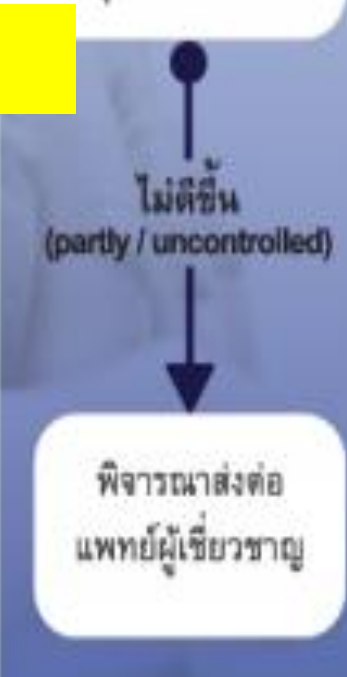 ไม่ดีขึ้น
(partly / uncontrolled)
พิจารณาส่งต่อ
แพทย์ผู้เชี่ยวชาญ